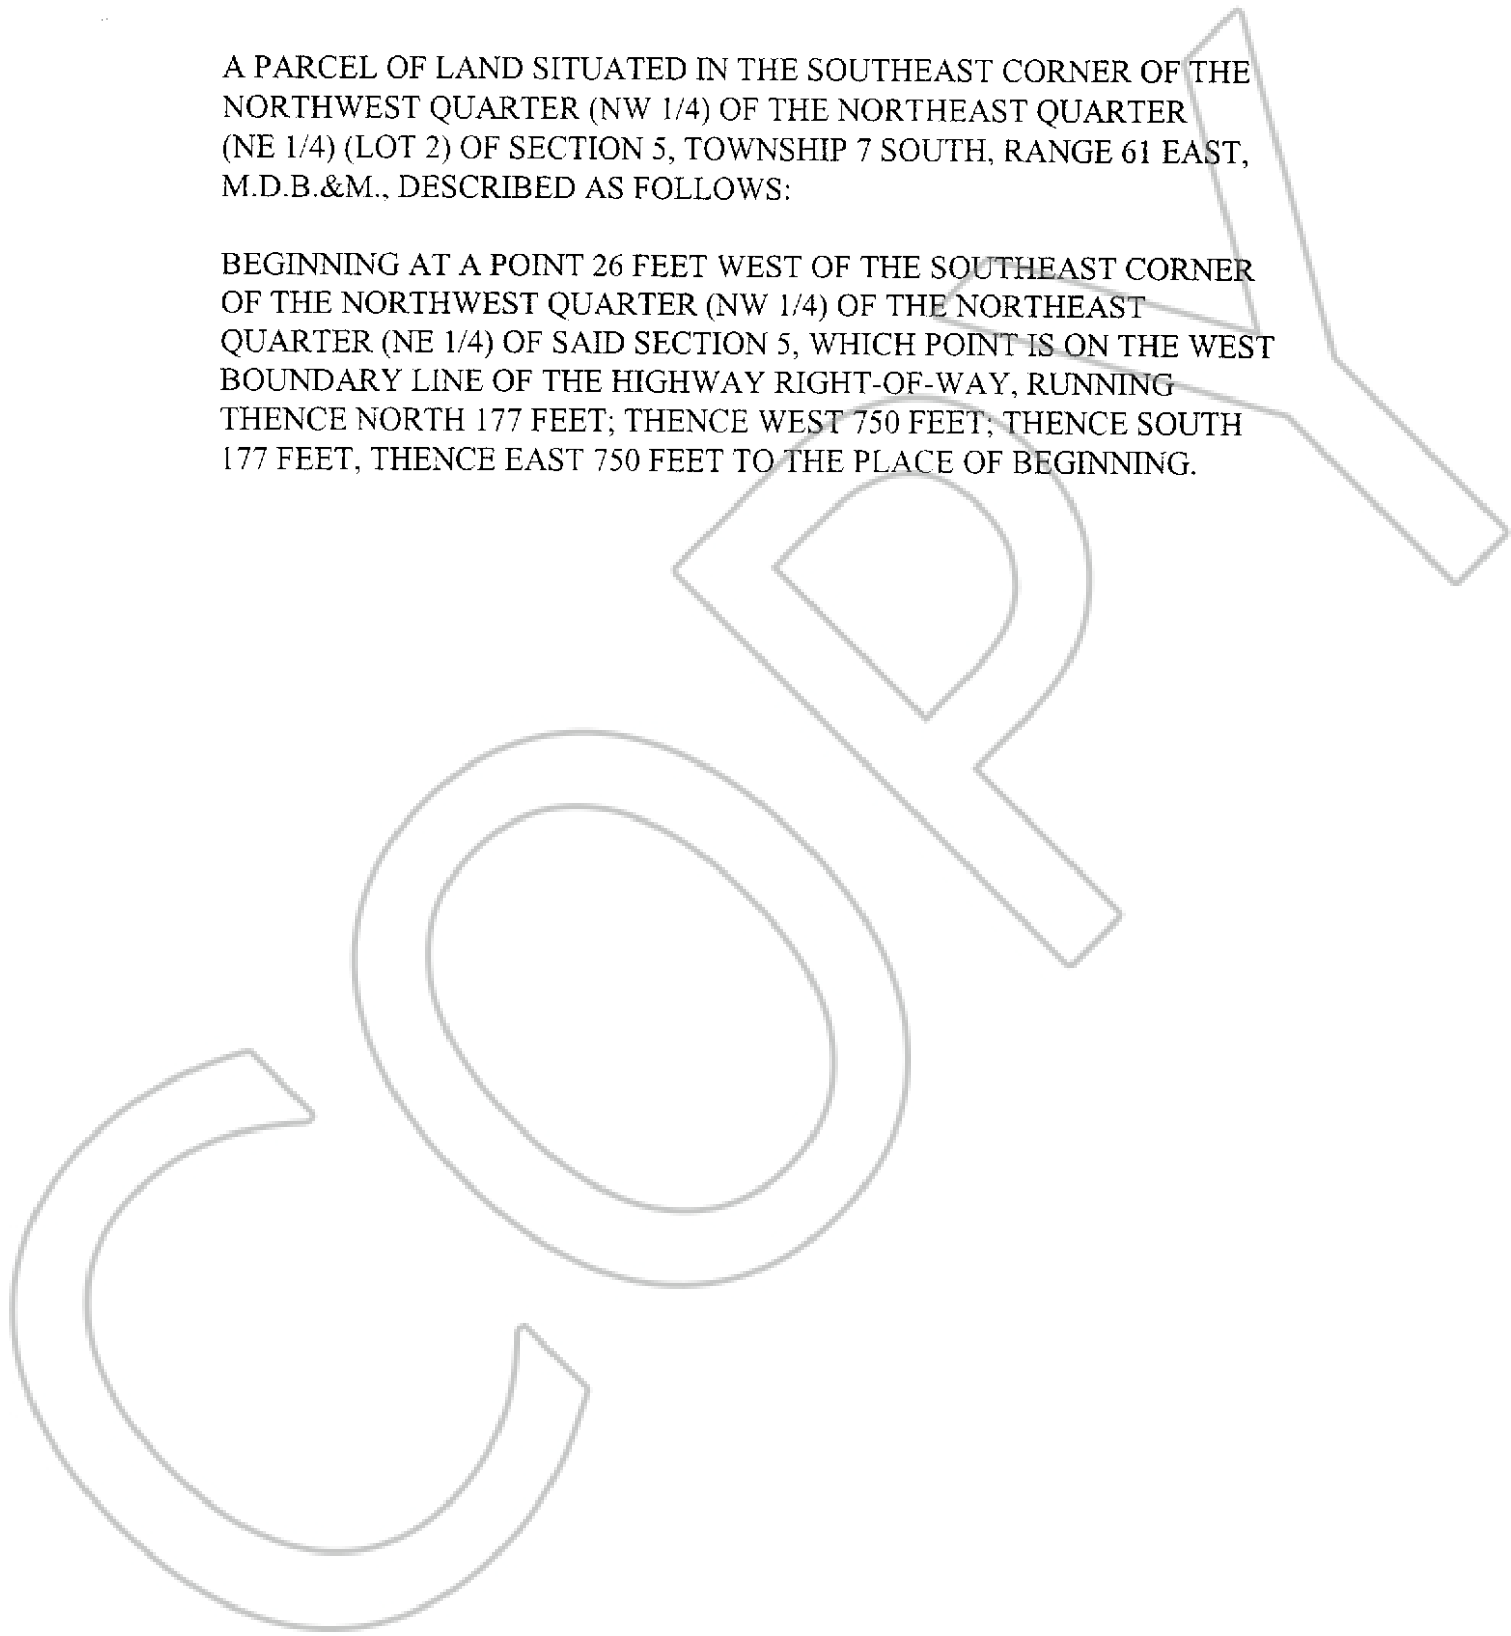 A PARCEL OF LAND SITUATED IN THE SOUTHEAST CORNER OF THE
NORTHWEST QUARTER (NW 1/4) OF THE NORTHEAST QUARTER
(NE 1/4) (LOT 2) OF SECTION 5, TOWNSHIP 7 SOUTH, RANGE 61 EAST,
M.D.B.&M., DESCRIBED AS FOLLOWS:
BEGINNING AT A POINT 26 FEET WEST OF THE SOUTHEAST CORNER
OF THE NORTHWEST QUARTER (NW 1/4) OF THE NORTHEAST
QUARTER (NE 1/4) OF SAID SECTION 5, WHICH POINT IS ON THE WEST
BOUNDARY LINE OF THE HIGHWAY RIGHT-OF-WAY, RUNNING
THENCE NORTH 177 FEET; THENCE WEST 750 FEET; THENCE SOUTH
177 FEET, THENCE EAST 750 FEET TO THE PLACE OF BEGINNING.
COPY